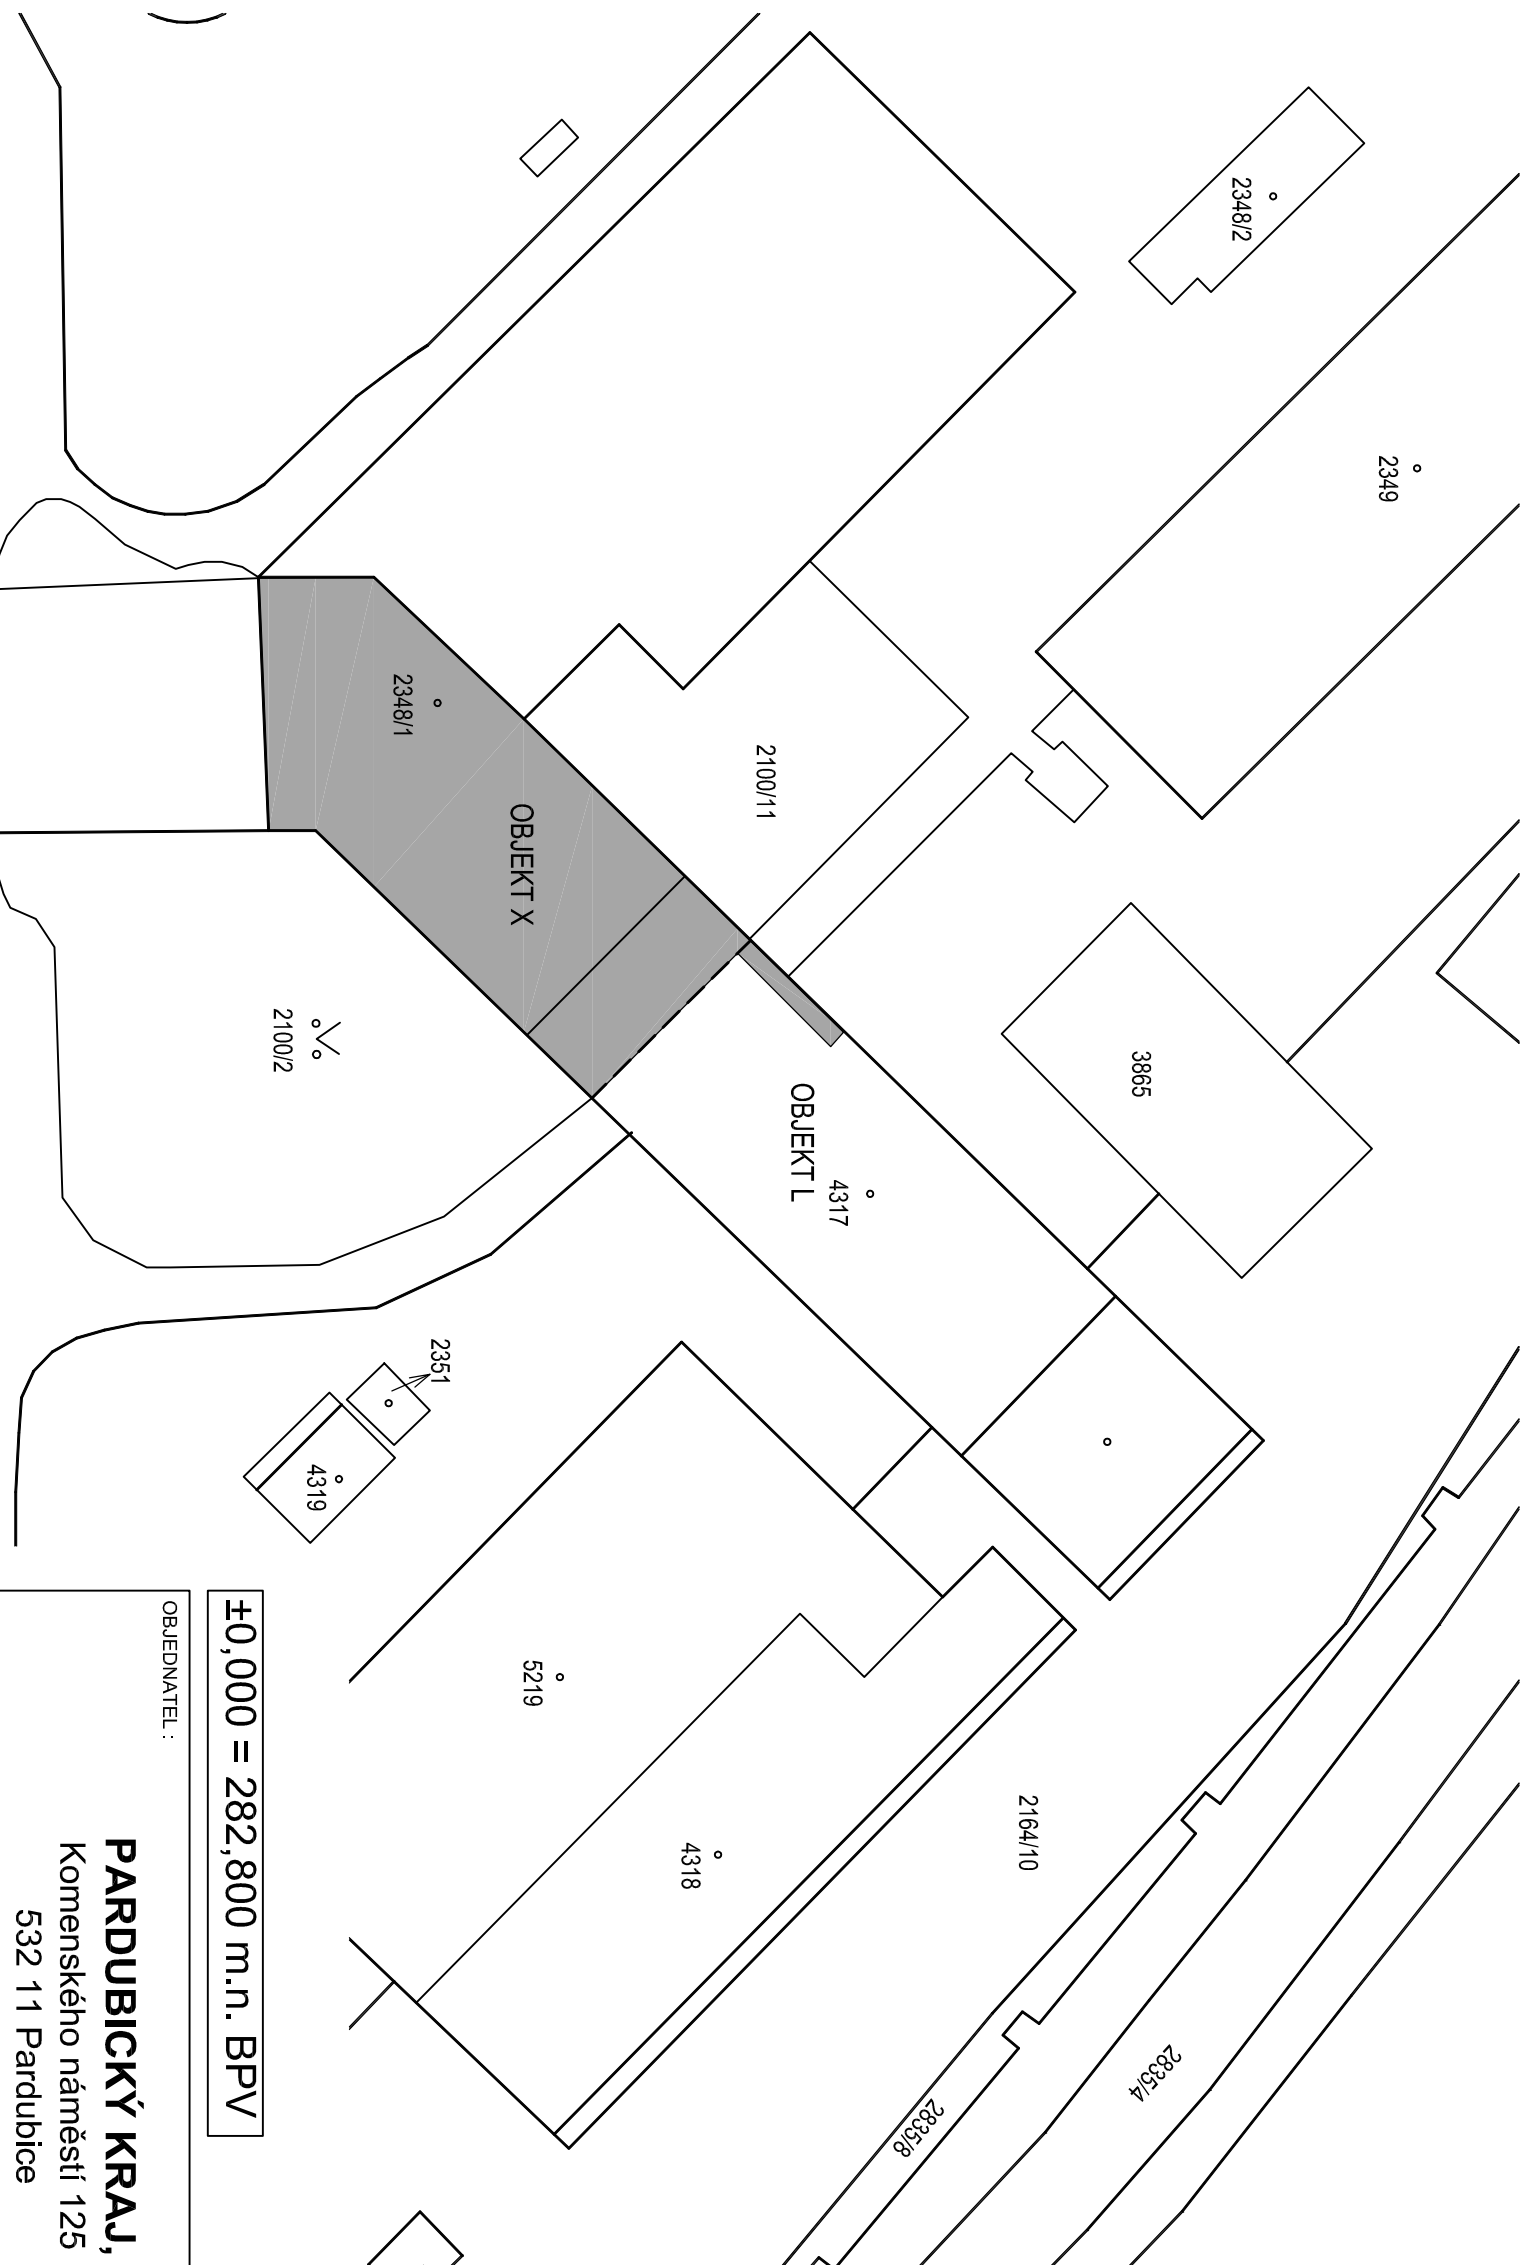 2348/2
2349
2348/1
2100/11
OBJEKT X
3865
2100/2
OBJEKT L
4317
2351
4319
5219
4318
2164/10
2835/4
2835/8
±0,000 = 282,800 m.n. BPV
OBJEDNATEL :
PARDUBICKÝ KRAJ,
Komenského náměstí 125
532 11 Pardubice